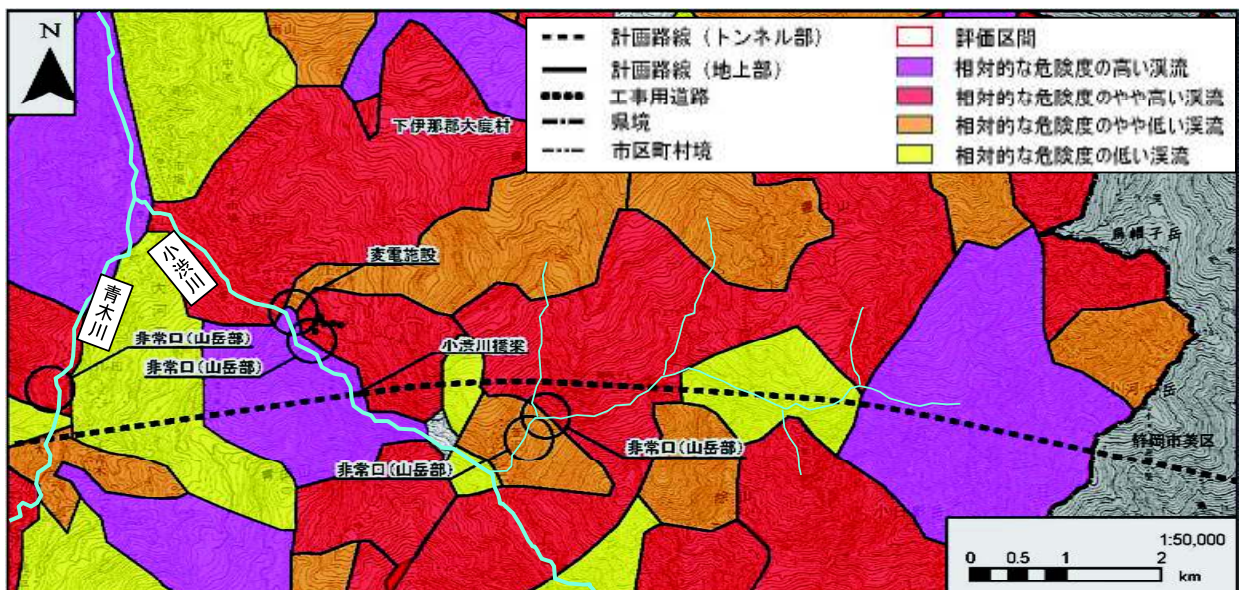 N
計画路線（トンネル部）
計画路線（地上部）
工事用道路
県境
市区町村境
評価区間
相対的な危険度の高い渓流
相対的な危険度のやや高い渓流
相対的な危険度のやや低い渓流
相対的な危険度の低い渓流
下伊那郡大鹿村
烏帽子岳
変電施設
小渋川
青木川
非常口(山岳部)
非常口(山岳部)
小渋川橋梁
小河内岳
静岡市葵区
非常口(山岳部)
非常口(山岳部)
1:50,000
0 0.5 1 2
km